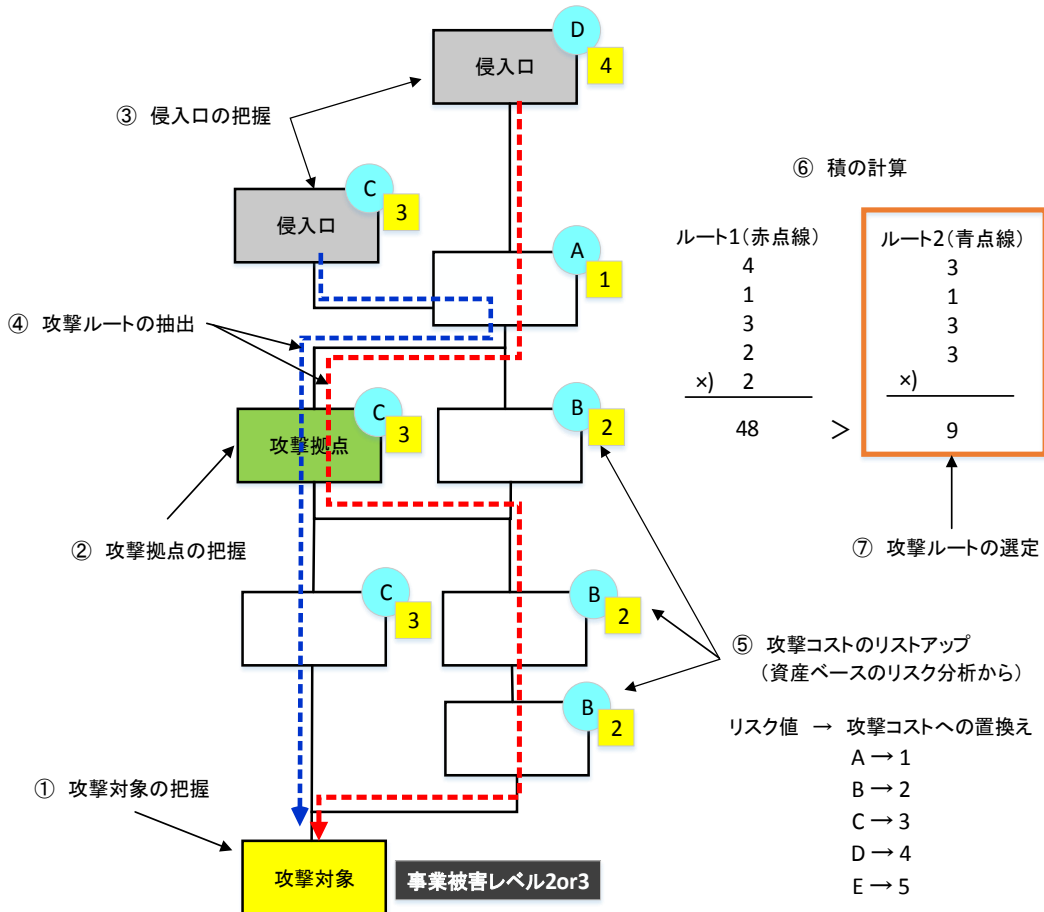 D
侵入口
4
③ 侵入口の把握
⑥ 積の計算
C
侵入口
3
ルート1(赤点線)
4
1
3
2
×) 2
48
>
ルート2(青点線)
3
1
3
3
×)
9
A
1
④ 攻撃ルートの抽出
C
攻撃拠点
3
B
2
② 攻撃拠点の把握
⑦ 攻撃ルートの選定
C
3
B
2
⑤ 攻撃コストのリストアップ
(資産ベースのリスク分析から)
B
2
リスク値 → 攻撃コストへの置換え
A → 1
B → 2
C → 3
D → 4
E → 5
① 攻撃対象の把握
攻撃対象
事業被害レベル2or3